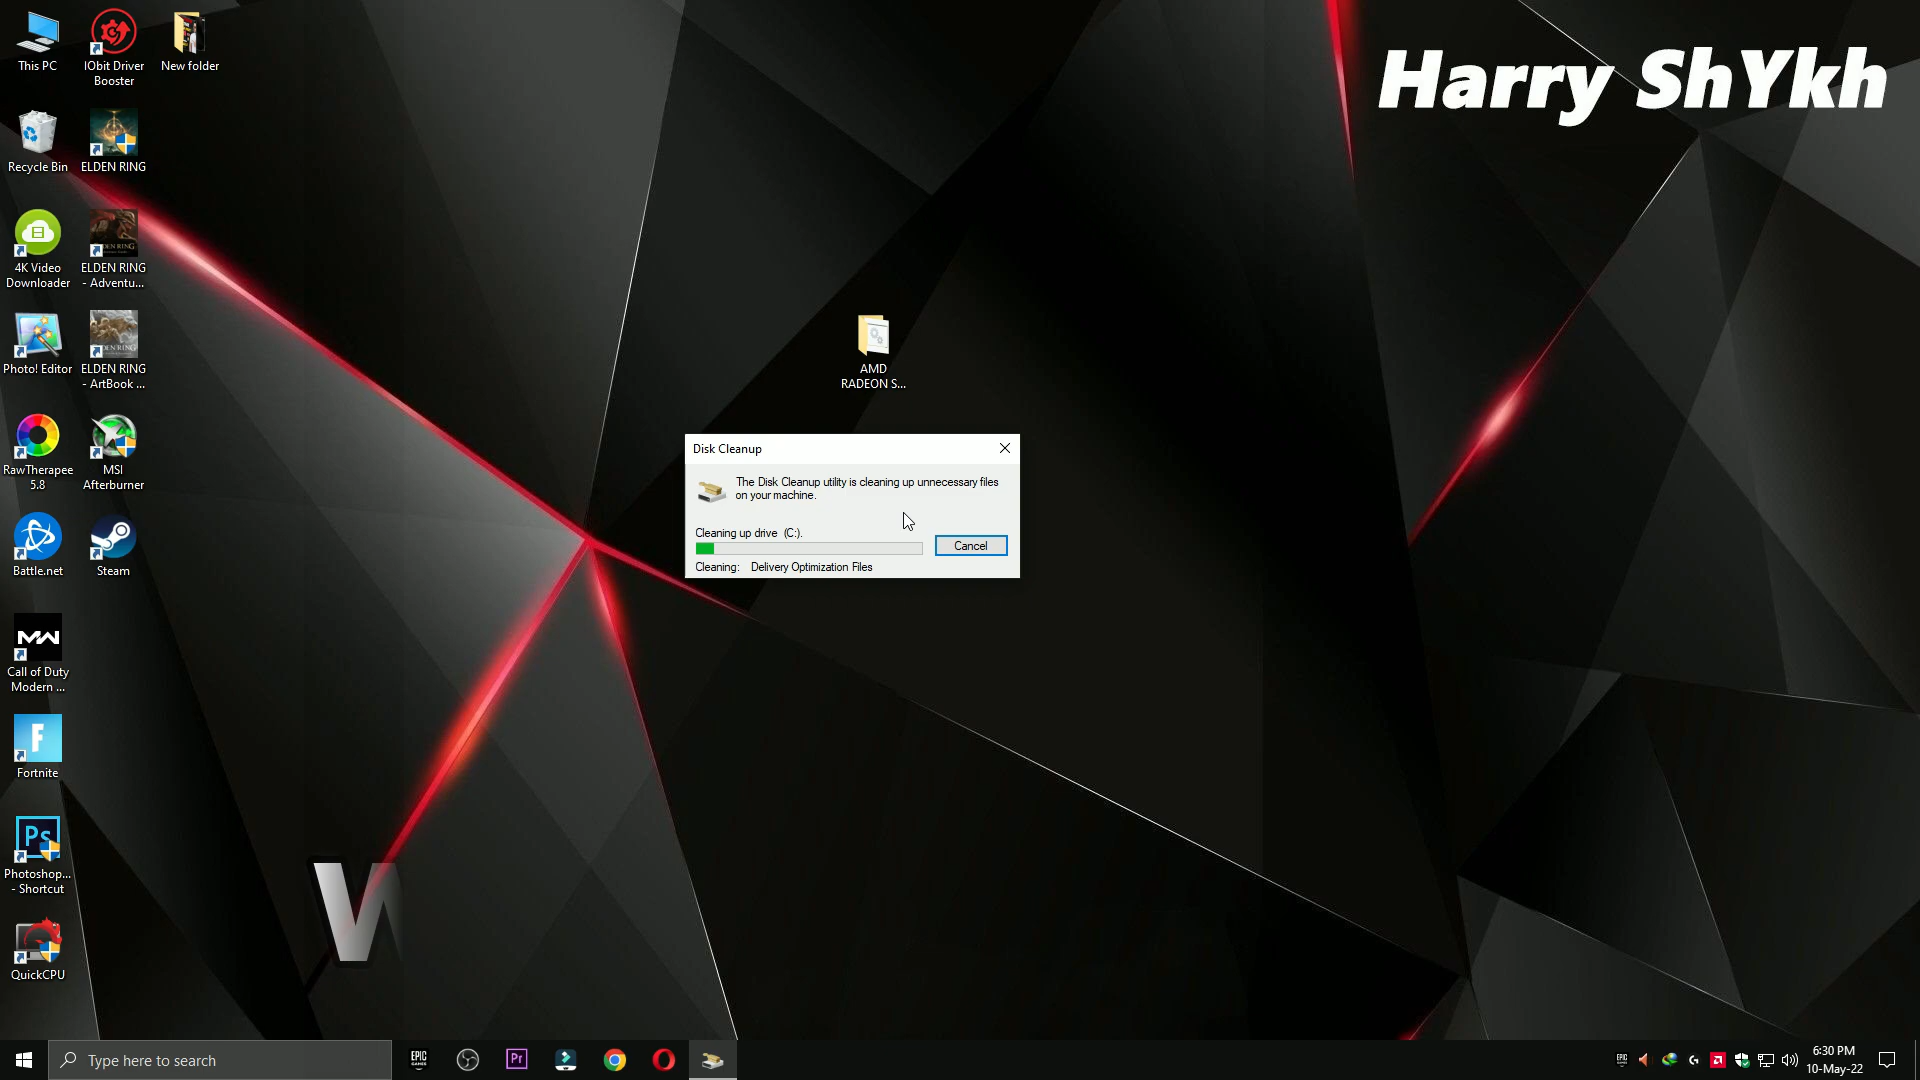 Harry ShYkh
This PC
IObit Driver
Booster
New folder
Recycle Bin
ELDEN RING
4K Video
Downloader
ELDEN RING
- Adventu...
Photo! Editor
ELDEN RING
- ArtBook ...
RawTherapee
5.8
MSI
Afterburner
Battle.net
Steam
Call of Duty
Modern ...
Fortnite
Photoshop...
- Shortcut
QuickCPU
AMD
RADEON S...
Disk Cleanup
The Disk Cleanup utility is cleaning up unnecessary files
on your machine.
Cleaning up drive (C:).
Cancel
Cleaning: Delivery Optimization Files
W
Type here to search
EPIC
GAMES
Pr
6:30 PM
10-May-22